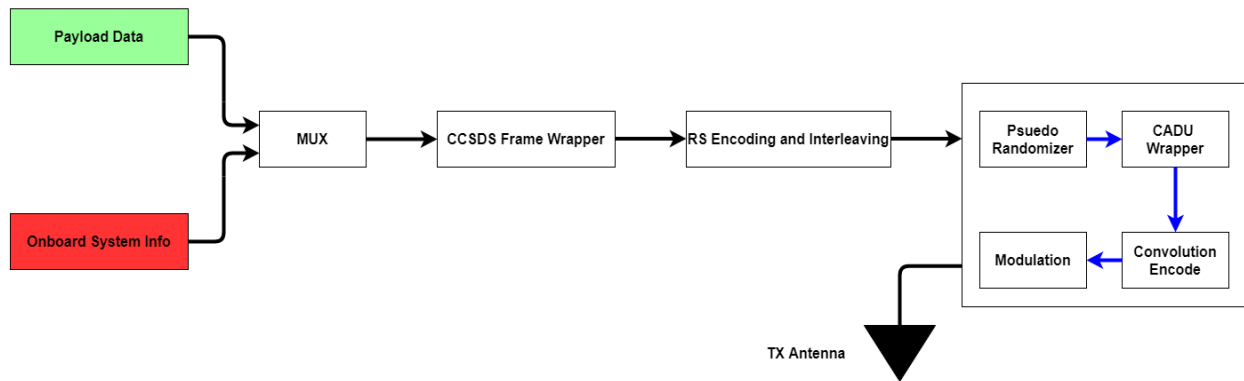 Payload Data
MUX
CCSDS Frame Wrapper
RS Encoding and Interleaving
Psuedo
Randomizer
CADU
Wrapper
Onboard System Info
Modulation
Convolution
Encode
TX Antenna